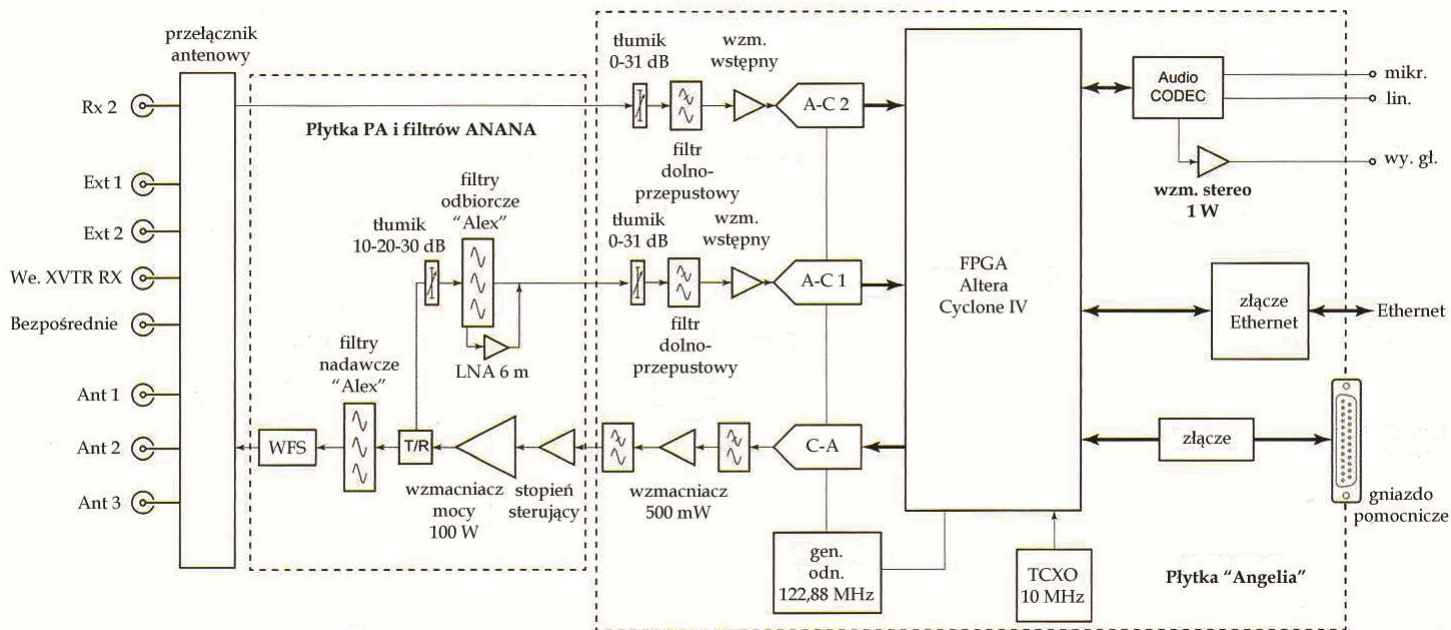 przełącznik
antenowy
Rx 2
Ext 1
Ext 2
We. XVTR RX
Bezpośrednie
Ant 1
Ant 2
Ant 3
Płytka PA i filtrów ANANA
tłumik
10-20-30 dB
filtry
odbiorcze
“Alex”
LNA 6 m
filtry
nadawcze
“Alex”
WFS
T/R
wzmacniacz
mocy
100 W
stopień
sterujący
tłumik
0-31 dB
wzm.
wstępny
filtr
dolno-
przepustowy
A-C 2
tłumik
0-31 dB
wzm.
wstępny
filtr
dolno-
przepustowy
A-C 1
wzmacniacz
500 mW
C-A
gen.
odn.
122,88 MHz
FPGA
Altera
Cyclone IV
TCXO
10 MHz
Audio
CODEC
mikr.
lin.
wy. gł.
wzm. stereo
1 W
złącze
Ethernet
Ethernet
złącze
gniazdo
pomocnicze
Płytka “Angelia”